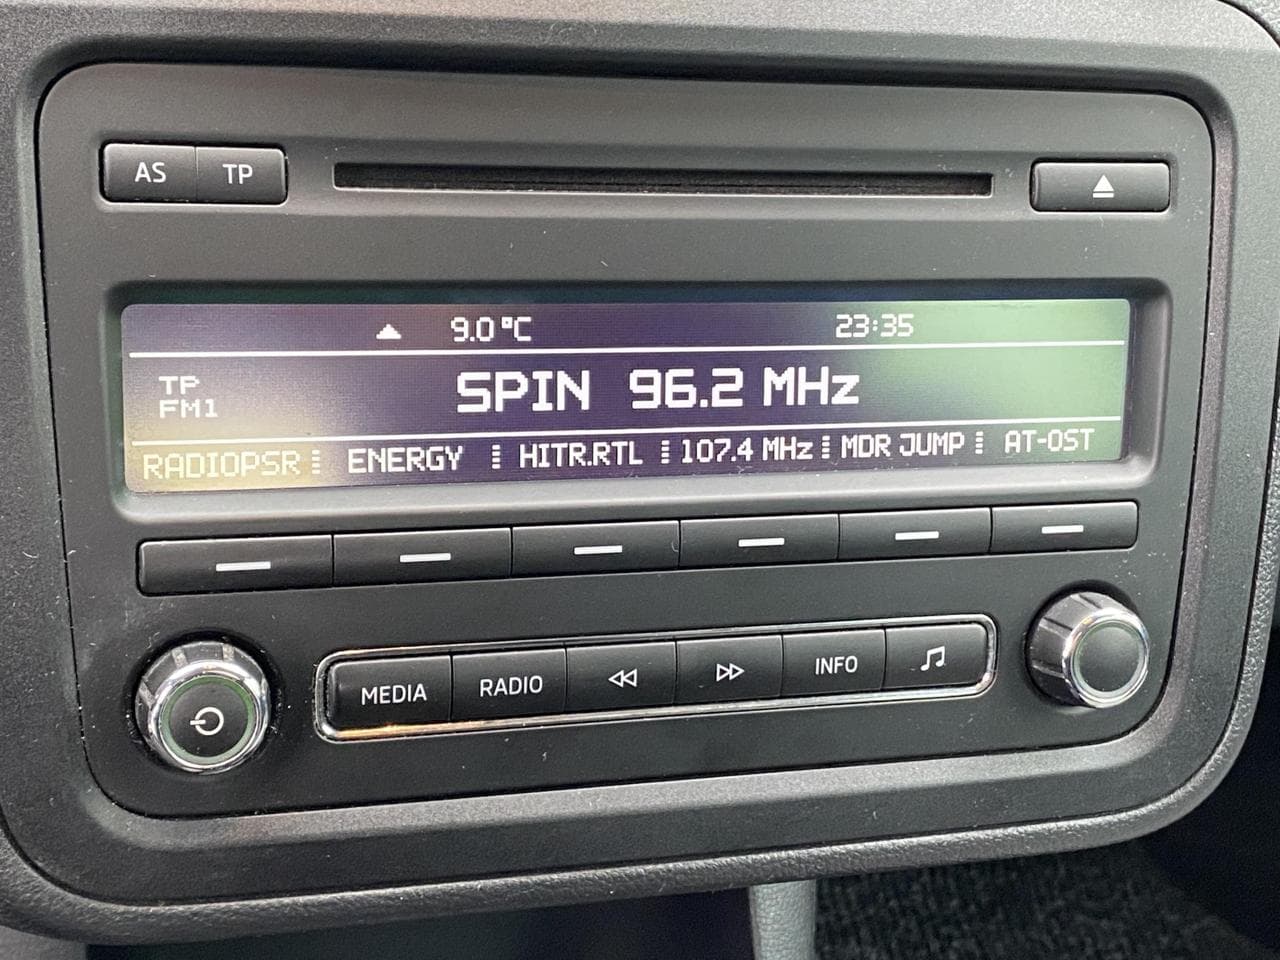 AS TP
9.0 °C 23:35
TP
FM1
SPIN 96.2 MHz
RADIOPSR ENERGY HITR.RTL 107.4 MHz MDR JUMP AT-OST
MEDIA RADIO INFO